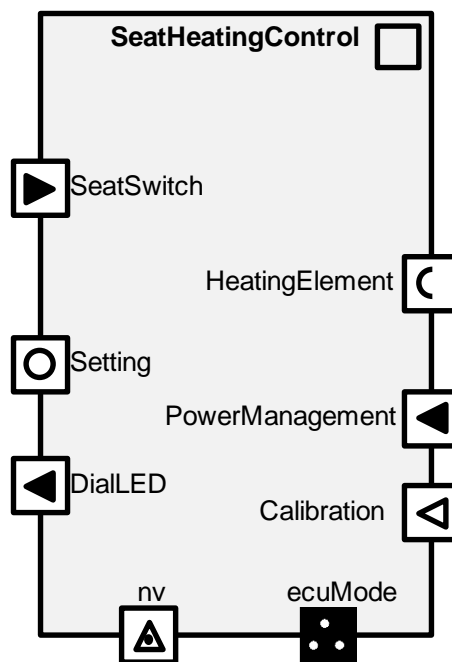 SeatHeatingControl
SeatSwitch
HeatingElement
Setting
PowerManagement
DialLED
Calibration
nv
ecuMode